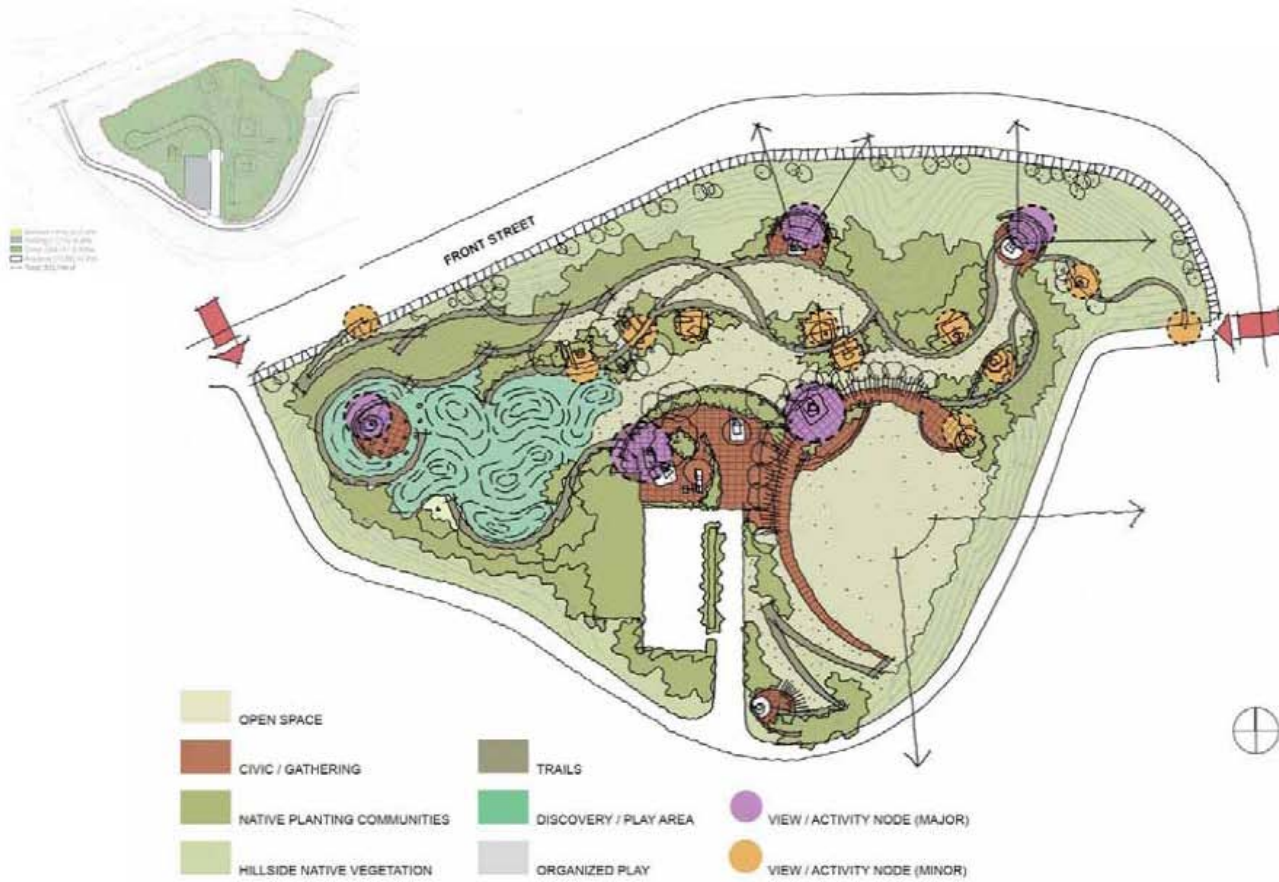 FRONT STREET
OPEN SPACE
CIVIC / GATHERING
TRAILS
NATIVE PLANTING COMMUNITIES
DISCOVERY / PLAY AREA
VIEW / ACTIVITY NODE (MAJOR)
HILLSIDE NATIVE VEGETATION
ORGANIZED PLAY
VIEW / ACTIVITY NODE (MINOR)